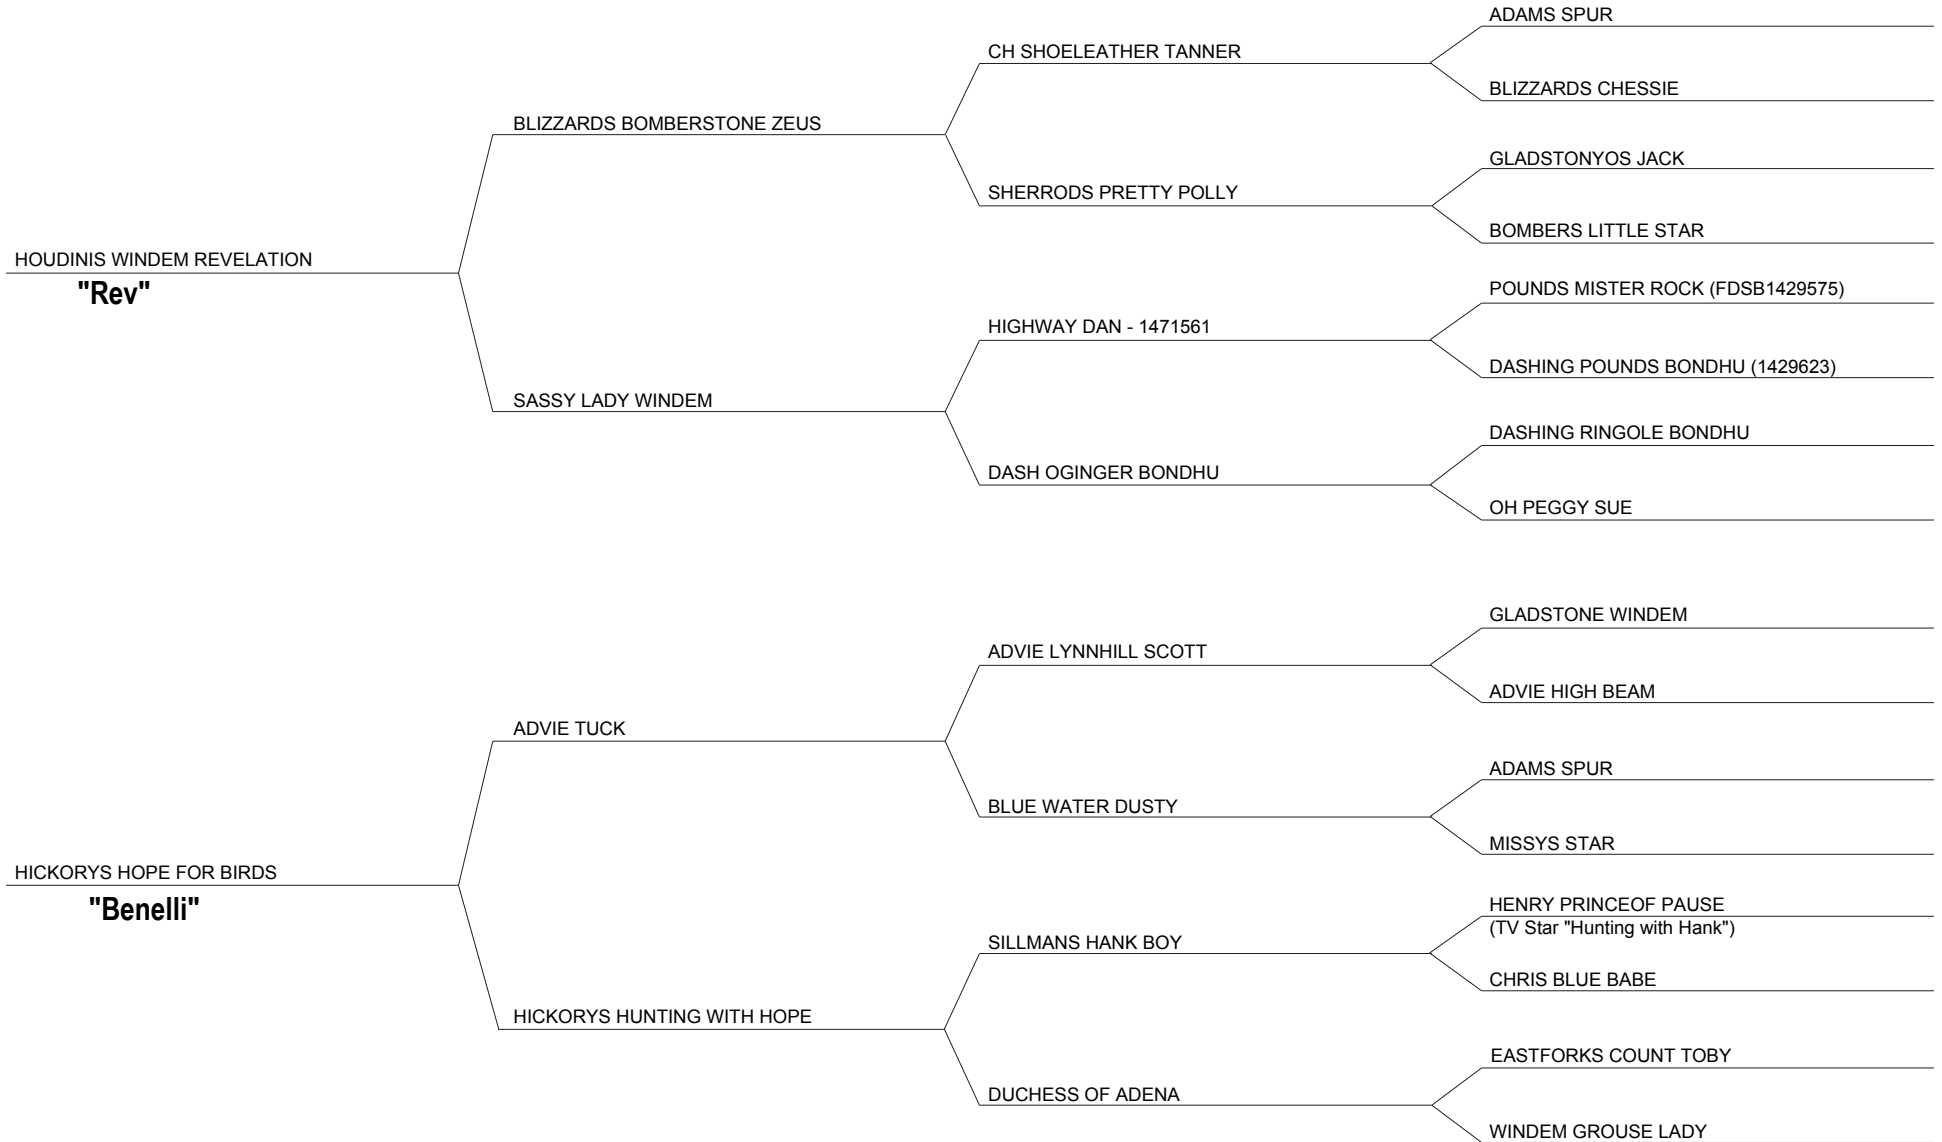 ADAMS SPUR
CH SHOELEATHER TANNER
BLIZZARDS CHESSIE
BLIZZARDS BOMBERSTONE ZEUS
GLADSTONYOS JACK
SHERRODS PRETTY POLLY
BOMBERS LITTLE STAR
HOUDINIS WINDEM REVELATION
"Rev"
POUNDS MISTER ROCK (FDSB1429575)
HIGHWAY DAN - 1471561
DASHING POUNDS BONDHU (1429623)
SASSY LADY WINDEM
DASHING RINGOLE BONDHU
DASH OGINGER BONDHU
OH PEGGY SUE
GLADSTONE WINDEM
ADVIE LYNNHILL SCOTT
ADVIE HIGH BEAM
ADVIE TUCK
ADAMS SPUR
BLUE WATER DUSTY
MISSYS STAR
HICKORYS HOPE FOR BIRDS
"Benelli"
HENRY PRINCEOF PAUSE
(TV Star "Hunting with Hank")
SILLMANS HANK BOY
CHRIS BLUE BABE
HICKORYS HUNTING WITH HOPE
EASTFORKS COUNT TOBY
DUCHESS OF ADENA
WINDEM GROUSE LADY